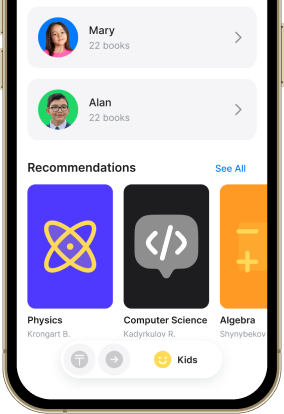 Mary
22 books
Alan
22 books
Recommendations
See All
Physics
Computer Science
Algebra
Krongart B.
Kadyrkulov R.
Shynybekov
Kids